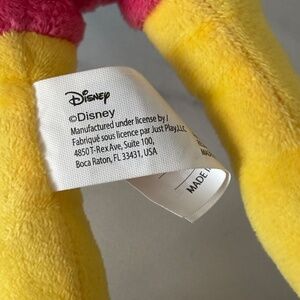 Disney
©Disney
Manufactured under license by /
Fabriqué sous licence par Just Play, LLC
4850 T-Rex Ave, Suite 100,
Boca Raton, FL 33431, USA
MADE